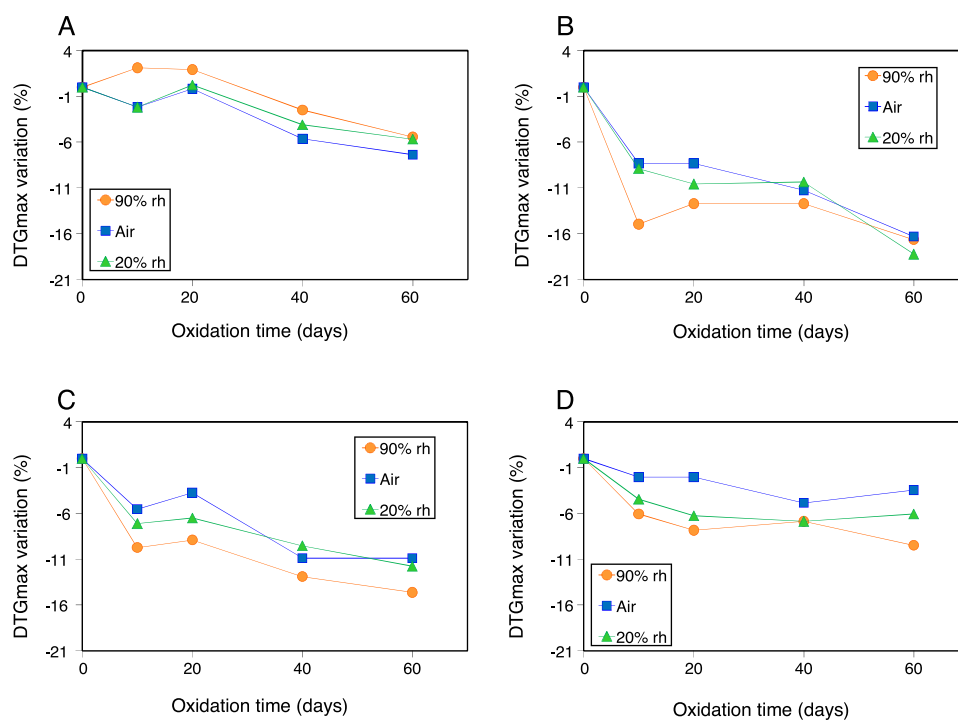 A
4
-1
-6
-11
-16
-21
DTGmax variation (%)
90% rh
Air
20% rh
0 20 40 60
Oxidation time (days)
B
4
-1
-6
-11
-16
-21
DTGmax variation (%)
90% rh
Air
20% rh
0 20 40 60
Oxidation time (days)
C
4
-1
-6
-11
-16
-21
DTGmax variation (%)
90% rh
Air
20% rh
0 20 40 60
Oxidation time (days)
D
4
-1
-6
-11
-16
-21
DTGmax variation (%)
90% rh
Air
20% rh
0 20 40 60
Oxidation time (days)